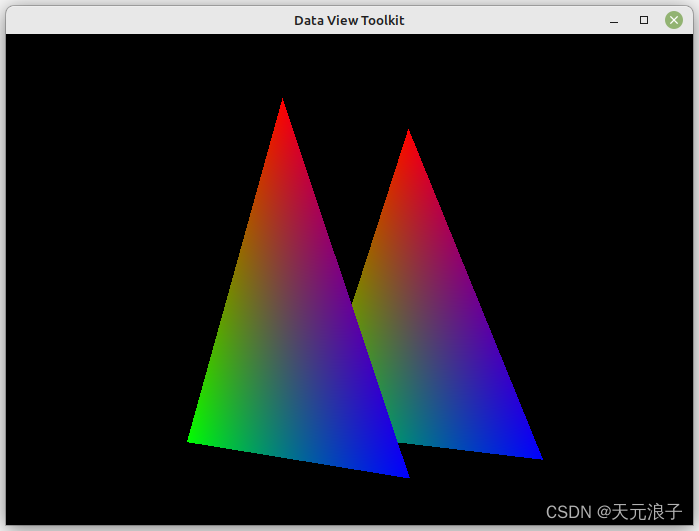 Data View Toolkit
CSDN @天元浪子